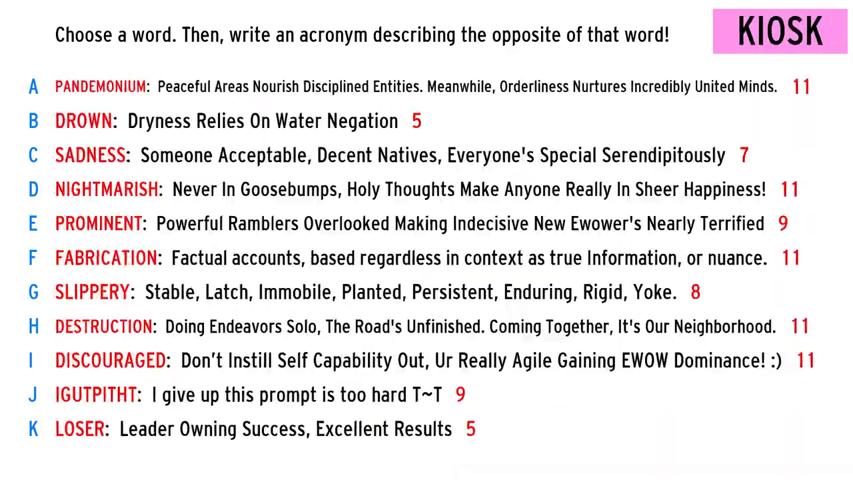 Choose a word. Then, write an acronym describing the opposite of that word!
KIOSK
A PANDEMONIUM: Peaceful Areas Nourish Disciplined Entities. Meanwhile, Orderliness Nurtures Incredibly United Minds. 11
B DROWN: Dryness Relies On Water Negation 5
C SADNESS: Someone Acceptable, Decent Natives, Everyone's Special Serendipitously 7
D NIGHTMARISH: Never In Goosebumps, Holy Thoughts Make Anyone Really In Sheer Happiness! 11
E PROMINENT: Powerful Ramblers Overlooked Making Indecisive New Ewower's Nearly Terrified 9
F FABRICATION: Factual accounts, based regardless in context as true Information, or nuance. 11
G SLIPPERY: Stable, Latch, Immobile, Planted, Persistent, Enduring, Rigid, Yoke. 8
H DESTRUCTION: Doing Endeavors Solo, The Road's Unfinished. Coming Together, It's Our Neighborhood. 11
I DISCOURAGED: Don't Instill Self Capability Out, Ur Really Agile Gaining EWOW Dominance! :) 11
J IGUTPITHT: I give up this prompt is too hard T~T 9
K LOSER: Leader Owning Success, Excellent Results 5